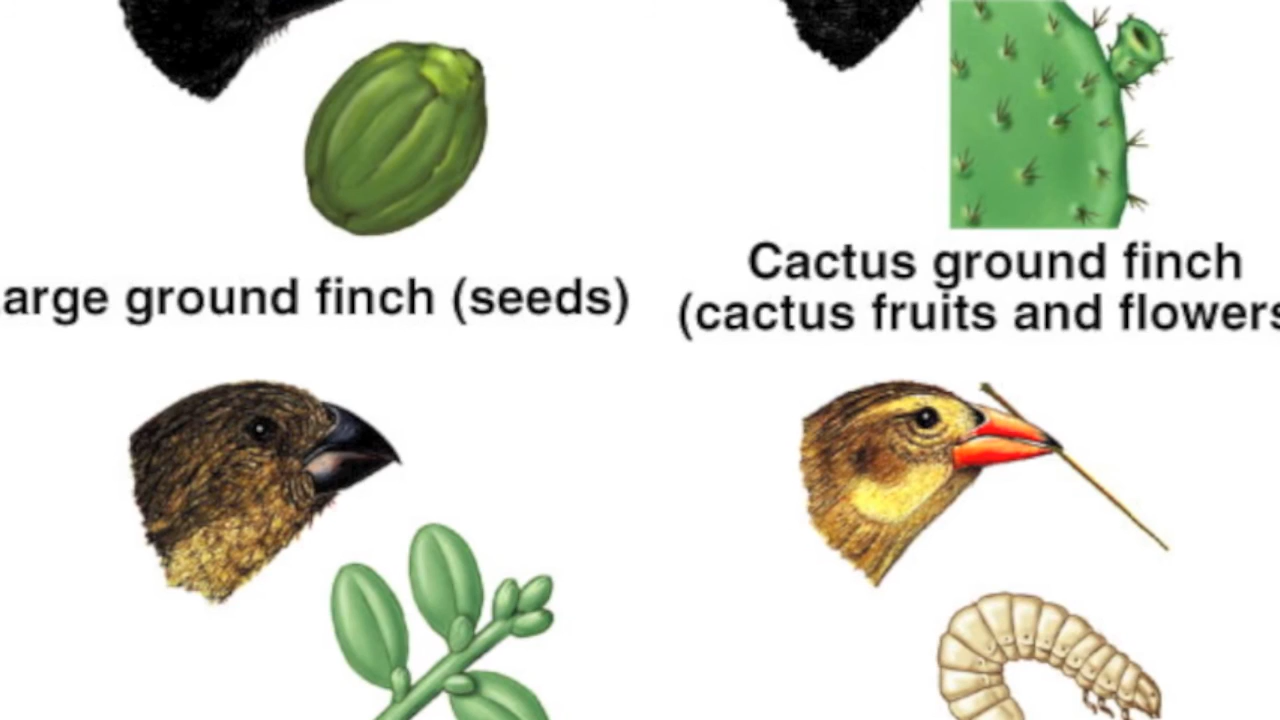 arge ground finch (seeds)
Cactus ground finch
(cactus fruits and flowers